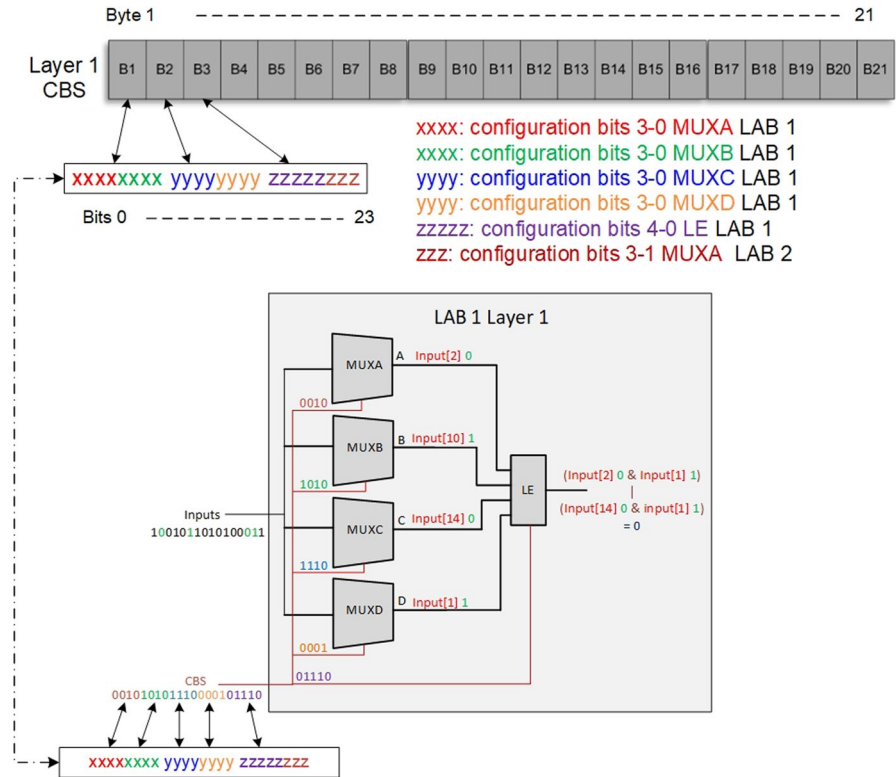 Byte 1 21
Layer 1 CBS
B1 B2 B3 B4 B5 B6 B7 B8 B9 B10 B11 B12 B13 B14 B15 B16 B17 B18 B19 B20 B21
xxxx: configuration bits 3-0 MUXA LAB 1
xxxx: configuration bits 3-0 MUXB LAB 1
yyyy: configuration bits 3-0 MUXC LAB 1
yyyy: configuration bits 3-0 MUXD LAB 1
zzzzz: configuration bits 4-0 LE LAB 1
zzz: configuration bits 3-1 MUXA LAB 2
xxxxxxxx yyyyyyyy zzzzzzzz
Bits 0 23
LAB 1 Layer 1
MUXA
A Input[2] 0
0010
MUXB
B Input[10] 1
1010
MUXC
C Input[14] 0
1110
MUXD
D Input[1] 1
0001
LE
(Input[2] 0 & Input[1] 1)
|
(Input[14] 0 & input[1] 1)
= 0
Inputs
1001011010100011
CBS
001010101110000101110
01110
xxxxxxxx yyyyyyyy zzzzzzzz